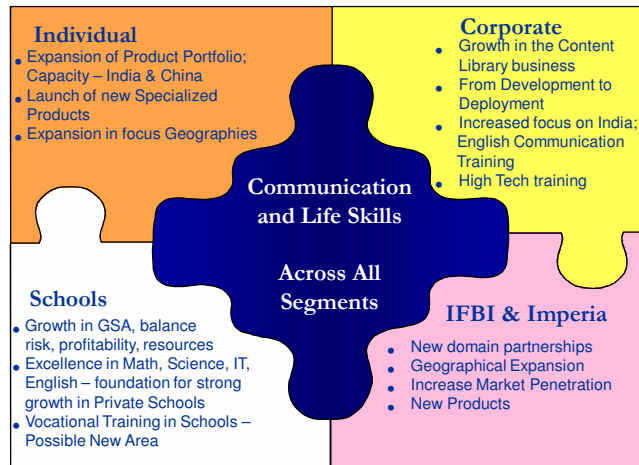 Individual
• Expansion of Product Portfolio;
Capacity – India & China
• Launch of new Specialized
Products
• Expansion in focus Geographies
Corporate
• Growth in the Content
Library business
• From Development to
Deployment
• Increased focus on India;
English Communication
Training
• High Tech training
Communication
and Life Skills
Across All
Segments
Schools
• Growth in GSA, balance
risk, profitability, resources
• Excellence in Math, Science, IT,
English – foundation for strong
growth in Private Schools
• Vocational Training in Schools –
Possible New Area
IFBI & Imperia
• New domain partnerships
• Geographical Expansion
• Increase Market Penetration
• New Products